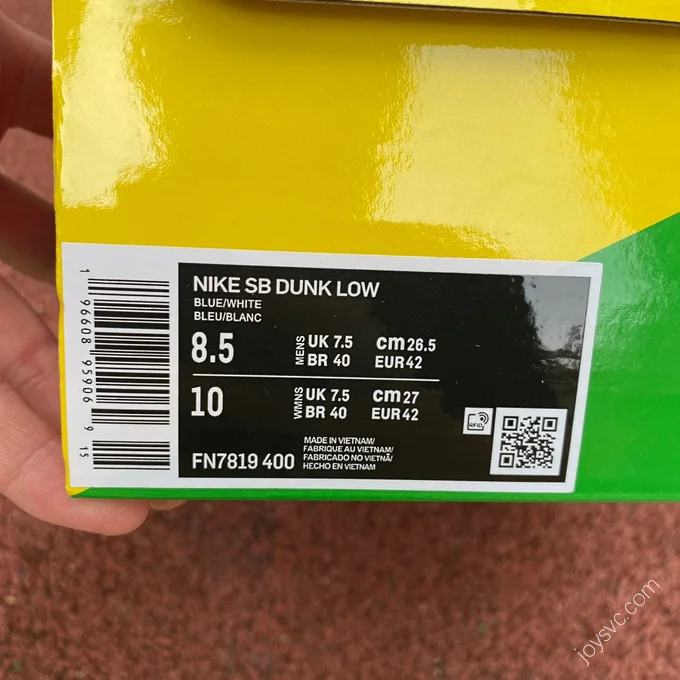 NIKE SB DUNK LOW
BLUE/WHITE
BLEU/BLANC
8.5 MENS UK 7.5 cm 26.5
BR 40 EUR 42
10 WMNS UK 7.5 cm 27
BR 40 EUR 42
FN7819 400
MADE IN VIETNAM/
FABRIQUE AU VIETNAM/
FABRICADO NO VIETNÃ/
HECHO EN VIETNAM
RFID
1 96608 95906 9 15
joysvc.com